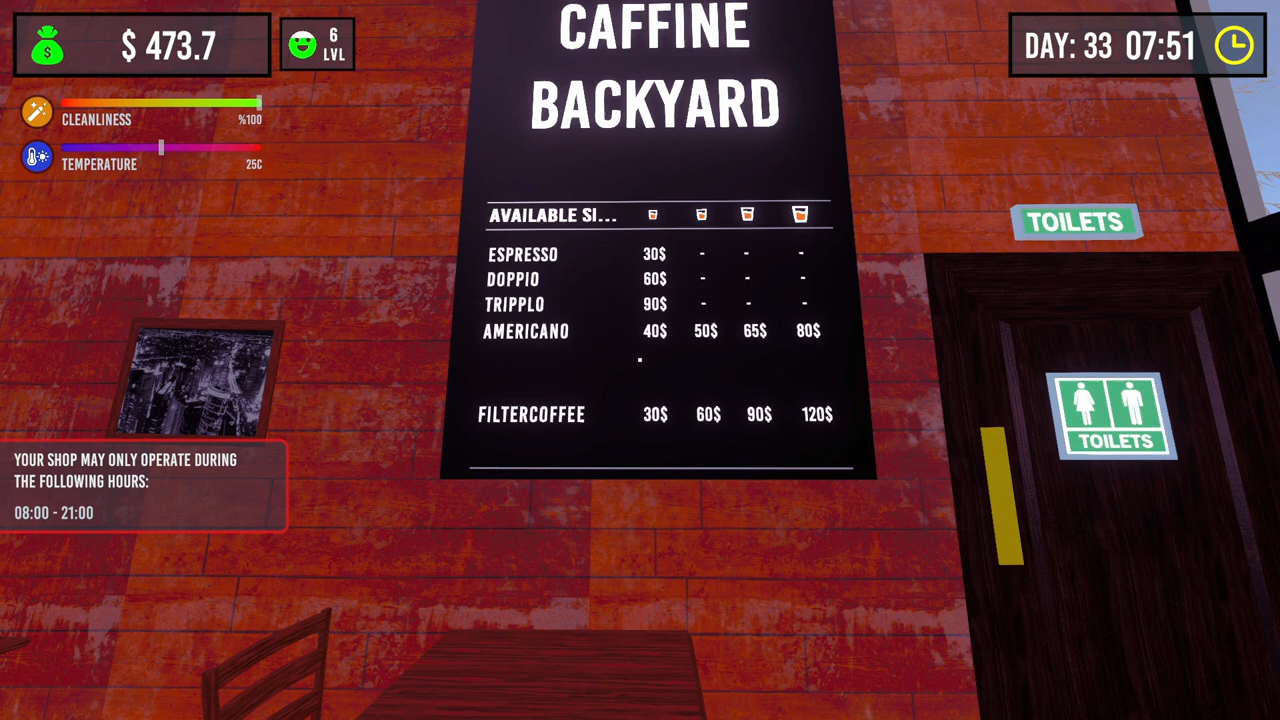 $ 473.7
6
LVL
DAY: 33 07:51
CLEANLINESS %100
TEMPERATURE 25C
CAFFINE
BACKYARD
AVAILABLE SI...
ESPRESSO 30$ - - -
DOPPIO 60$ - - -
TRIPPLO 90$ - - -
AMERICANO 40$ 50$ 65$ 80$
FILTERCOFFEE 30$ 60$ 90$ 120$
TOILETS
TOILETS
YOUR SHOP MAY ONLY OPERATE DURING
THE FOLLOWING HOURS:
08:00 - 21:00